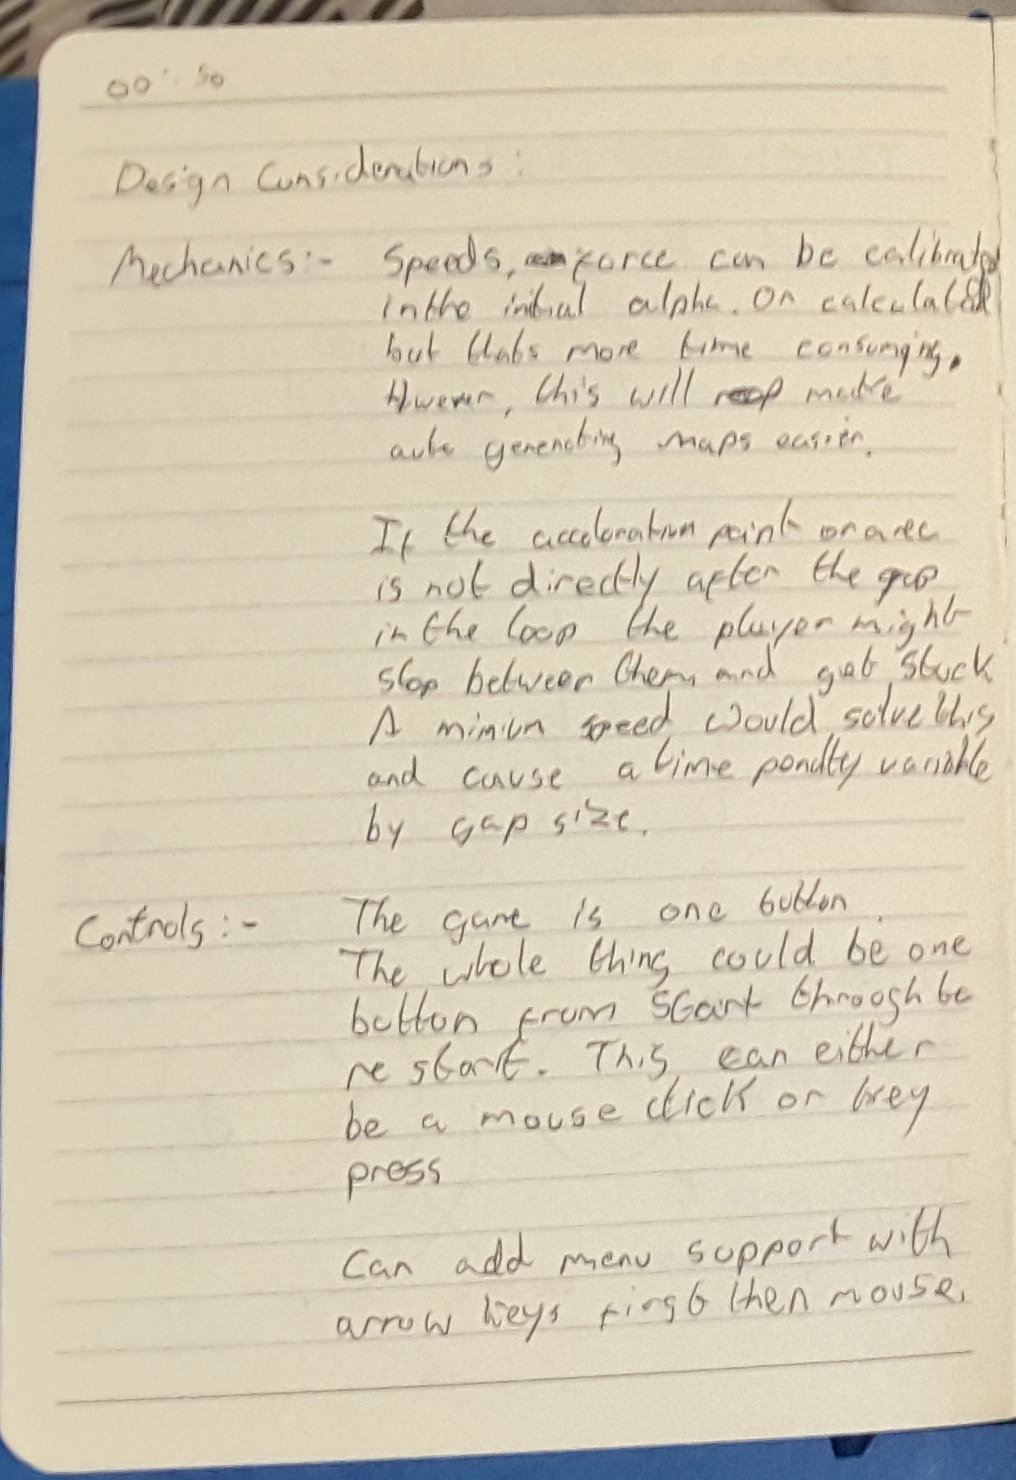 00:50
Design Considerations:
Mechanics:- Speeds, force can be calibrated
in the initial alpha. Or calculated
but thats more time consuming.
However, this will make
auto generating maps easier.
If the acceloration point or area
is not directly after the gap
in the loop the player might
stop between them and get stuck
A minium speed would solve this
and cause a time penalty variable
by gap size.
Controls:- The game is one button.
The whole thing could be one
button from start through to
restart. This can either
be a mouse click or key
press
Can add menu support with
arrow keys first then mouse.